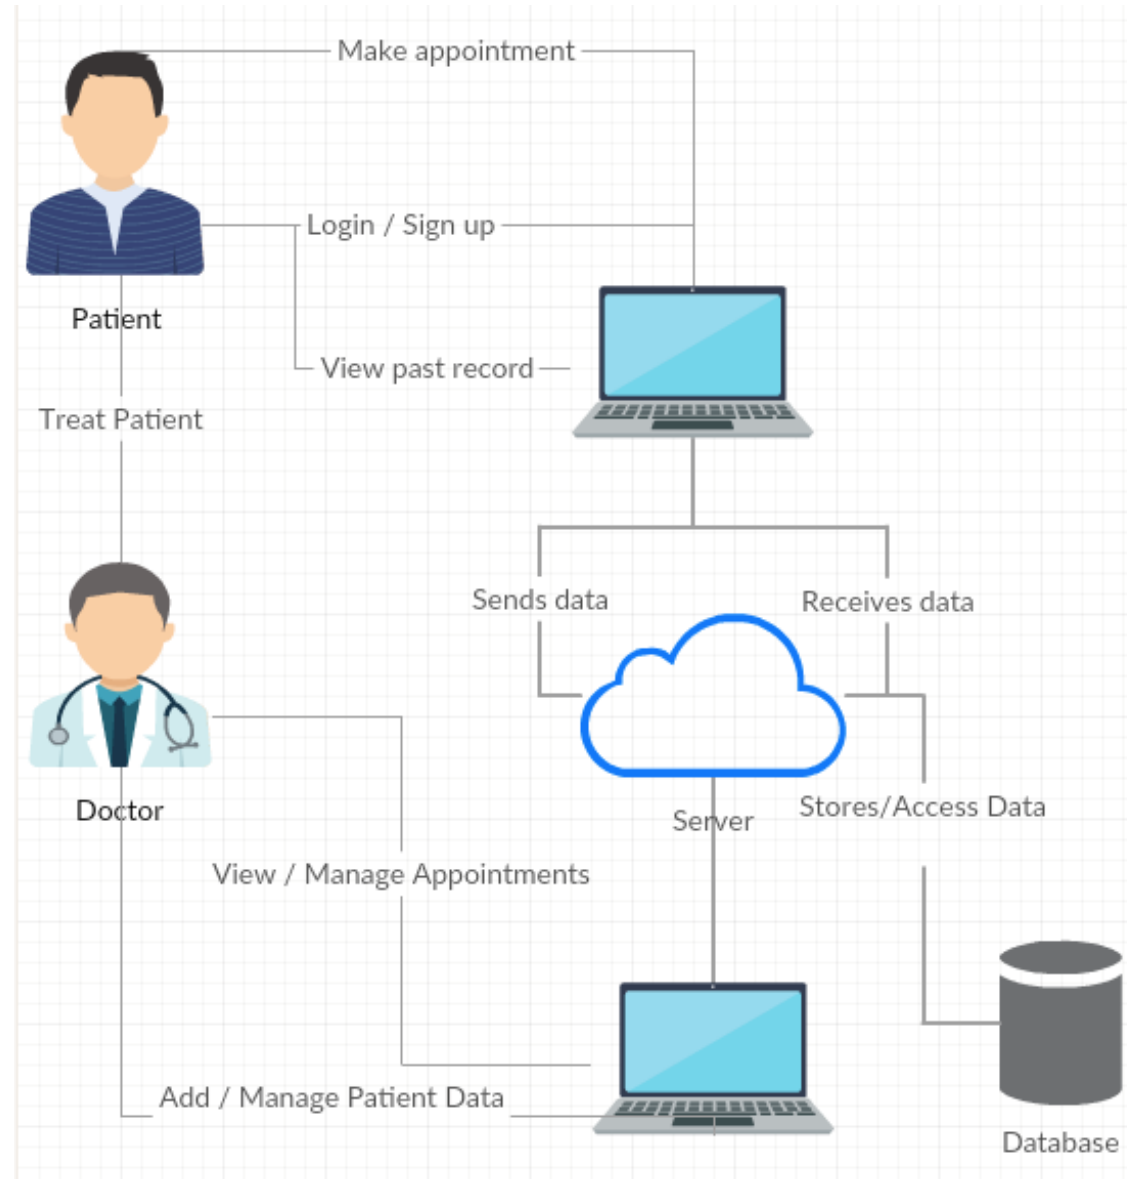 Make appointment
Login / Sign up
Patient
View past record
Treat Patient
Sends data
Receives data
Doctor
Server
Stores/Access Data
View / Manage Appointments
Add / Manage Patient Data
Database